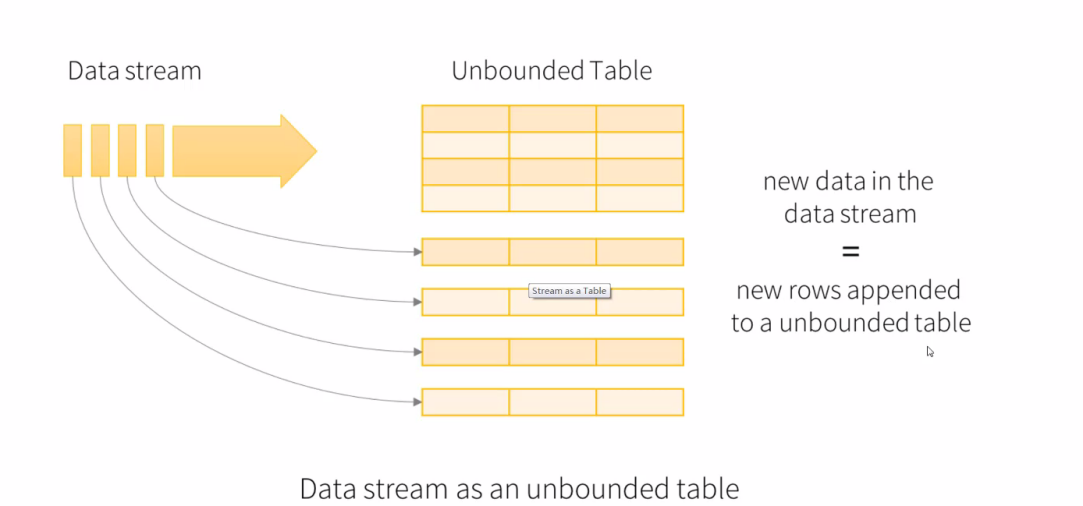 Data stream
Unbounded Table
new data in the
data stream
=
new rows appended
to a unbounded table
Stream as a Table
Data stream as an unbounded table